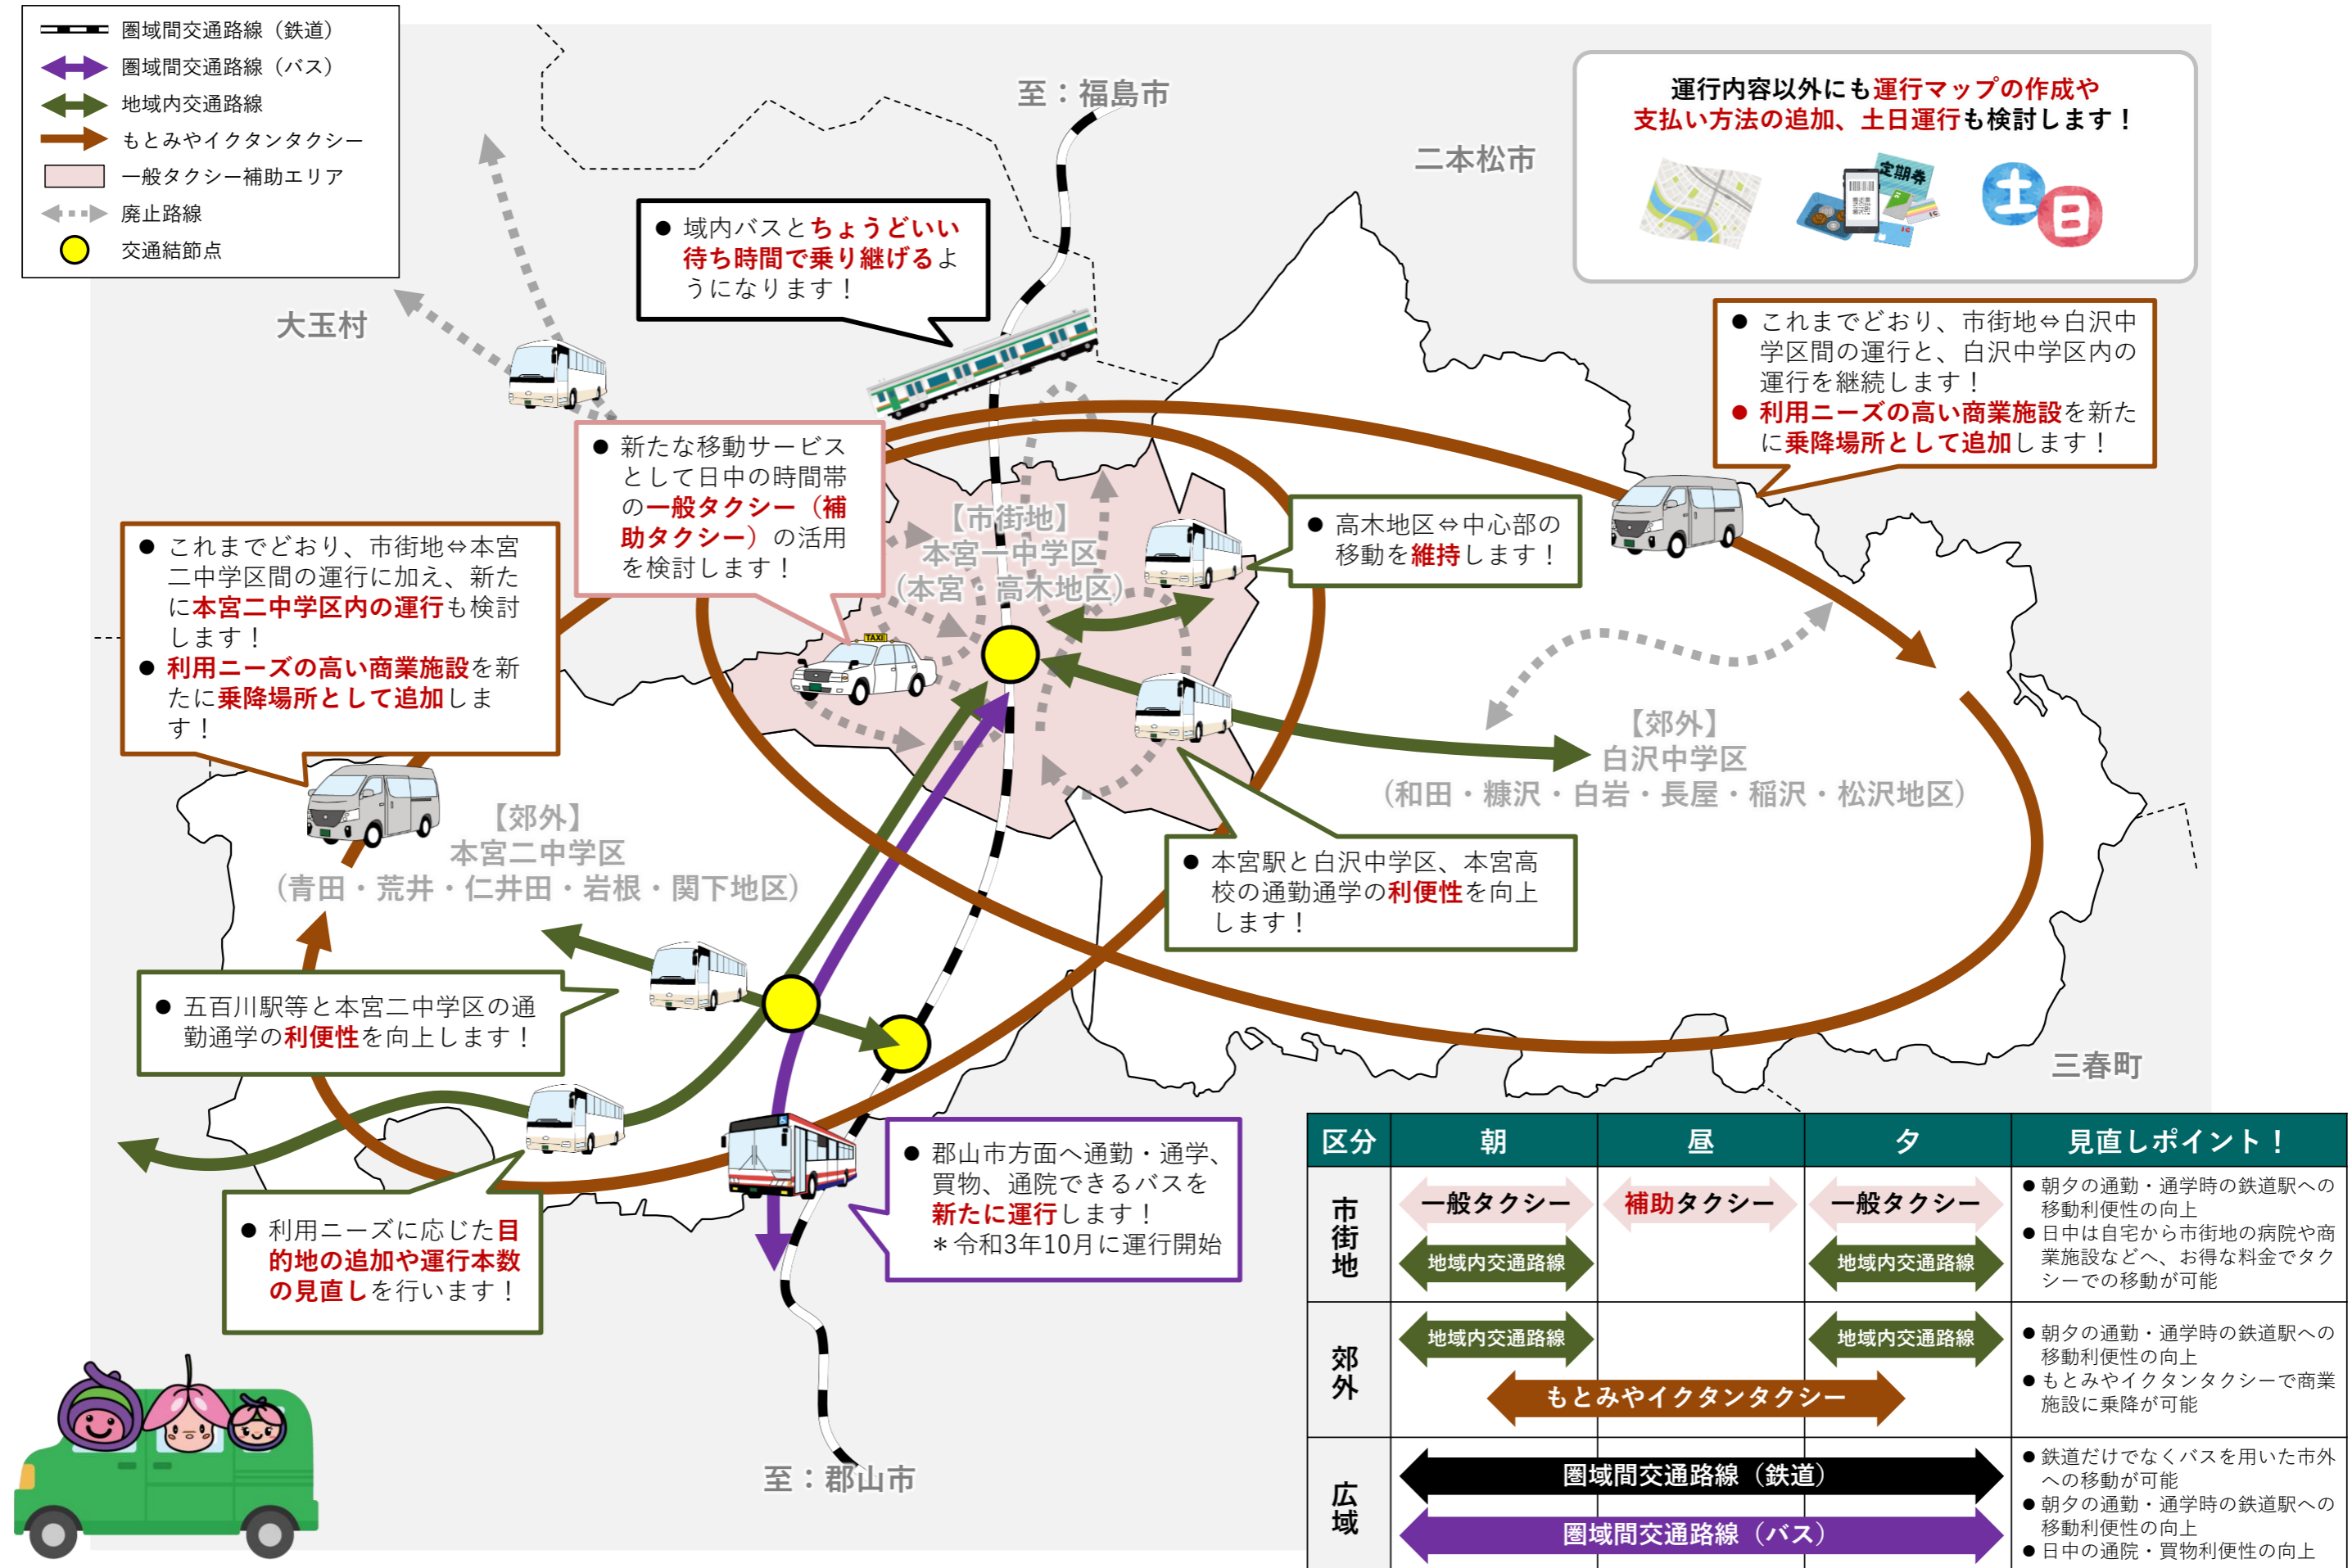 圏域間交通路線（鉄道）
圏域間交通路線（バス）
地域内交通路線
もとみやイクタンタクシー
一般タクシー補助エリア
廃止路線
交通結節点
至：福島市
二本松市
大玉村
運行内容以外にも運行マップの作成や
支払い方法の追加、土日運行も検討します！
定期券
土
日
● 域内バスとちょうどいい
待ち時間で乗り継げるよ
うになります！
● これまでどおり、市街地⇔白沢中
学区間の運行と、白沢中学区内の
運行を継続します！
● 利用ニーズの高い商業施設を新た
に乗降場所として追加します！
● 新たな移動サービス
として日中の時間帯
の一般タクシー（補
助タクシー）の活用
を検討します！
【市街地】
本宮一中学区
（本宮・高木地区）
● 高木地区⇔中心部の
移動を維持します！
● これまでどおり、市街地⇔本宮
二中学区間の運行に加え、新た
に本宮二中学区内の運行も検討
します！
● 利用ニーズの高い商業施設を新
たに乗降場所として追加しま
す！
TAXI
【郊外】
白沢中学区
（和田・糠沢・白岩・長屋・稲沢・松沢地区）
【郊外】
本宮二中学区
（青田・荒井・仁井田・岩根・関下地区）
● 本宮駅と白沢中学区、本宮高
校の通勤通学の利便性を向上
します！
● 五百川駅等と本宮二中学区の通
勤通学の利便性を向上します！
三春町
● 郡山市方面へ通勤・通学、
買物、通院できるバスを
新たに運行します！
＊令和3年10月に運行開始
● 利用ニーズに応じた目
的地の追加や運行本数
の見直しを行います！
至：郡山市
区分 朝 昼 夕 見直しポイント！
市街地
一般タクシー 補助タクシー 一般タクシー
地域内交通路線 地域内交通路線
● 朝夕の通勤・通学時の鉄道駅への
移動利便性の向上
● 日中は自宅から市街地の病院や商
業施設などへ、お得な料金でタク
シーでの移動が可能
郊外
地域内交通路線 地域内交通路線
もとみやイクタンタクシー
● 朝夕の通勤・通学時の鉄道駅への
移動利便性の向上
● もとみやイクタンタクシーで商業
施設に乗降が可能
広域
圏域間交通路線（鉄道）
圏域間交通路線（バス）
● 鉄道だけでなくバスを用いた市外
への移動が可能
● 朝夕の通勤・通学時の鉄道駅への
移動利便性の向上
● 日中の通院・買物利便性の向上